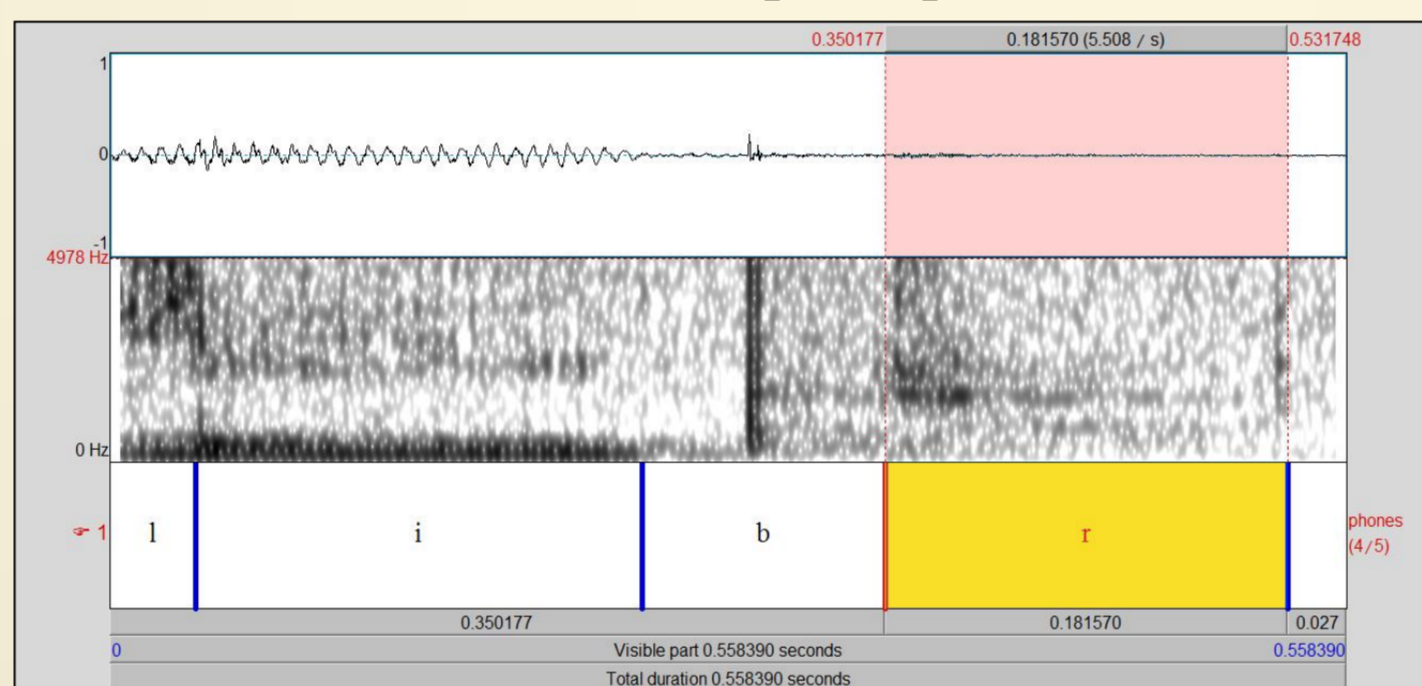 0.350177 0.181570 (5.508 / s) 0.531748
1
0
-1
4978 Hz
0 Hz
1 l i b r phones
(4/5)
0.350177 0.181570 0.027
0 Visible part 0.558390 seconds 0.558390
Total duration 0.558390 seconds